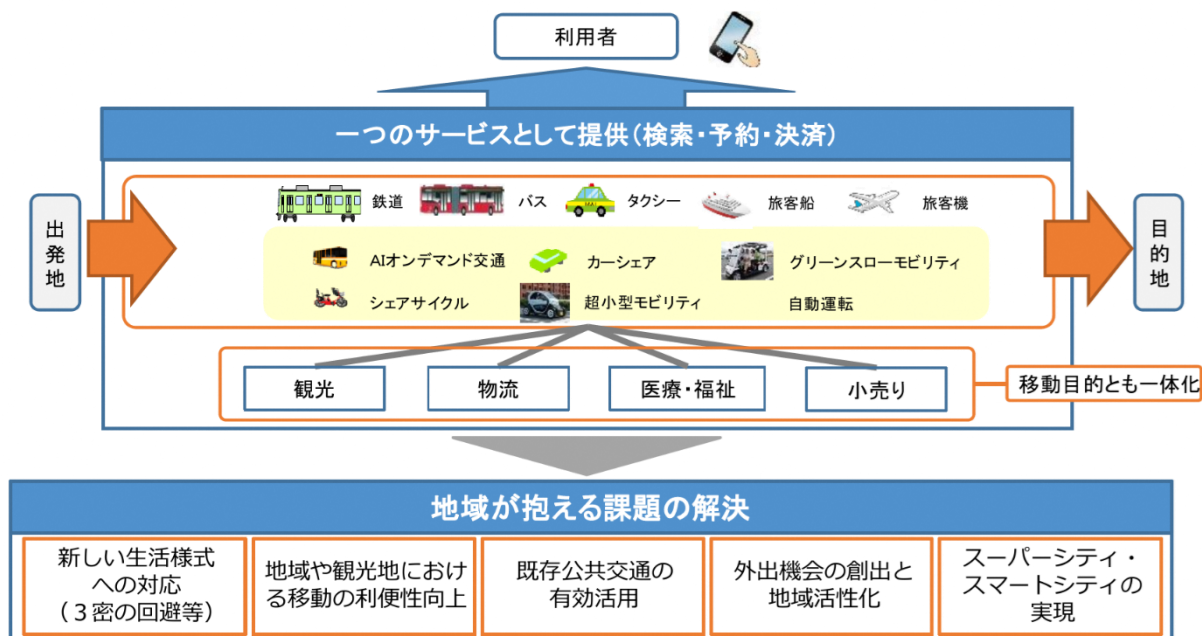 利用者
一つのサービスとして提供(検索・予約・決済)
出発地
鉄道 バス タクシー 旅客船 旅客機
AIオンデマンド交通 カーシェア グリーンスローモビリティ
シェアサイクル 超小型モビリティ 自動運転
目的地
観光 物流 医療・福祉 小売り
移動目的とも一体化
地域が抱える課題の解決
新しい生活様式
への対応
(3密の回避等)
地域や観光地におけ
る移動の利便性向上
既存公共交通の
有効活用
外出機会の創出と
地域活性化
スーパーシティ・
スマートシティの
実現